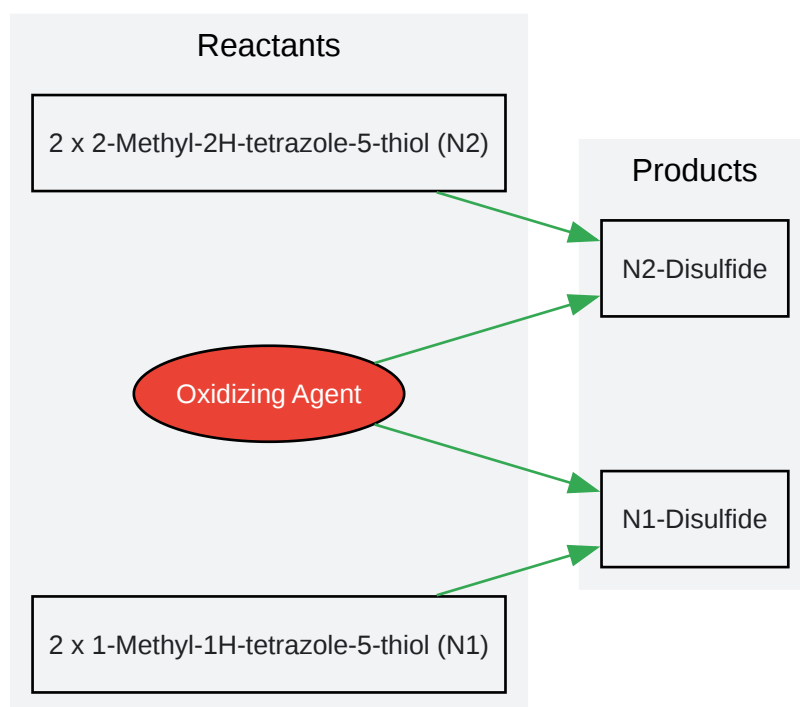 Reactants
2 x 2-Methyl-2H-tetrazole-5-thiol (N2)
Oxidizing Agent
2 x 1-Methyl-1H-tetrazole-5-thiol (N1)
Products
N2-Disulfide
N1-Disulfide